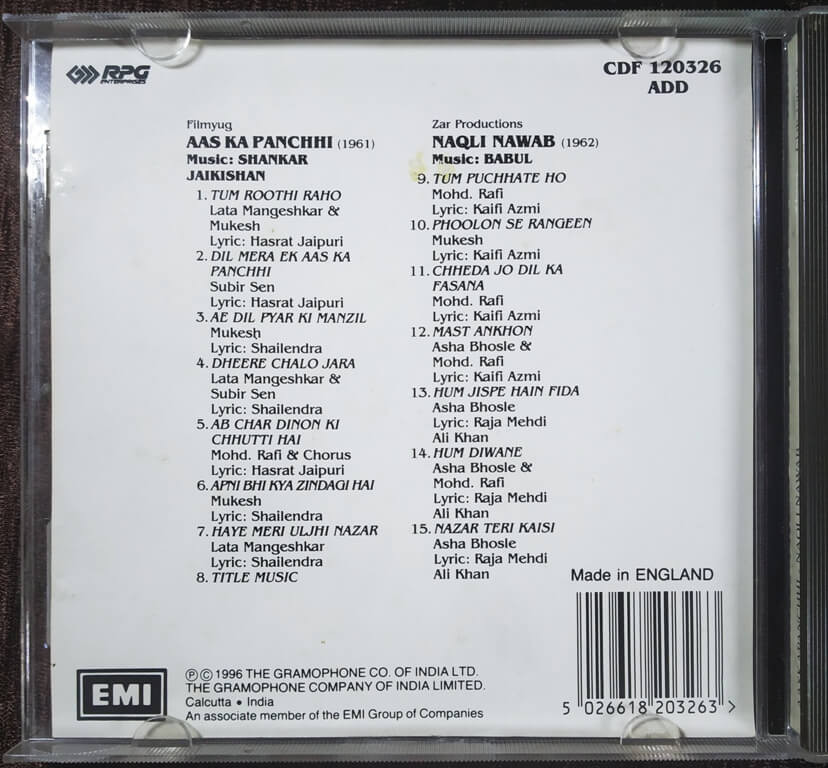 RPG
ENTERPRISES
CDF 120326
ADD
Filmyug
AAS KA PANCHHI (1961)
Music: SHANKAR
JAIKISHAN
1. TUM ROOTHI RAHO
Lata Mangeshkar &
Mukesh
Lyric: Hasrat Jaipuri
2. DIL MERA EK AAS KA
PANCHHI
Subir Sen
Lyric: Hasrat Jaipuri
3. AE DIL PYAR KI MANZIL
Mukesh
Lyric: Shailendra
4. DHEERE CHALO JARA
Lata Mangeshkar &
Subir Sen
Lyric: Shailendra
5. AB CHAR DINON KI
CHHUTTI HAI
Mohd. Rafi & Chorus
Lyric: Hasrat Jaipuri
6. APNI BHI KYA ZINDAGI HAI
Mukesh
Lyric: Shailendra
7. HAYE MERI ULJHI NAZAR
Lata Mangeshkar
Lyric: Shailendra
8. TITLE MUSIC
Zar Productions
NAQLI NAWAB (1962)
Music: BABUL
9. TUM PUCHHATE HO
Mohd. Rafi
Lyric: Kaifi Azmi
10. PHOOLON SE RANGEEN
Mukesh
Lyric: Kaifi Azmi
11. CHHEDA JO DIL KA
FASANA
Mohd. Rafi
Lyric: Kaifi Azmi
12. MAST ANKHON
Asha Bhosle &
Mohd. Rafi
Lyric: Kaifi Azmi
13. HUM JISPE HAIN FIDA
Asha Bhosle
Lyric: Raja Mehdi
Ali Khan
14. HUM DIWANE
Asha Bhosle &
Mohd. Rafi
Lyric: Raja Mehdi
Ali Khan
15. NAZAR TERI KAISI
Asha Bhosle
Lyric: Raja Mehdi
Ali Khan
Made in ENGLAND
EMI
℗ © 1996 THE GRAMOPHONE CO. OF INDIA LTD.
THE GRAMOPHONE COMPANY OF INDIA LIMITED.
Calcutta • India
An associate member of the EMI Group of Companies
5 026618 203263 >